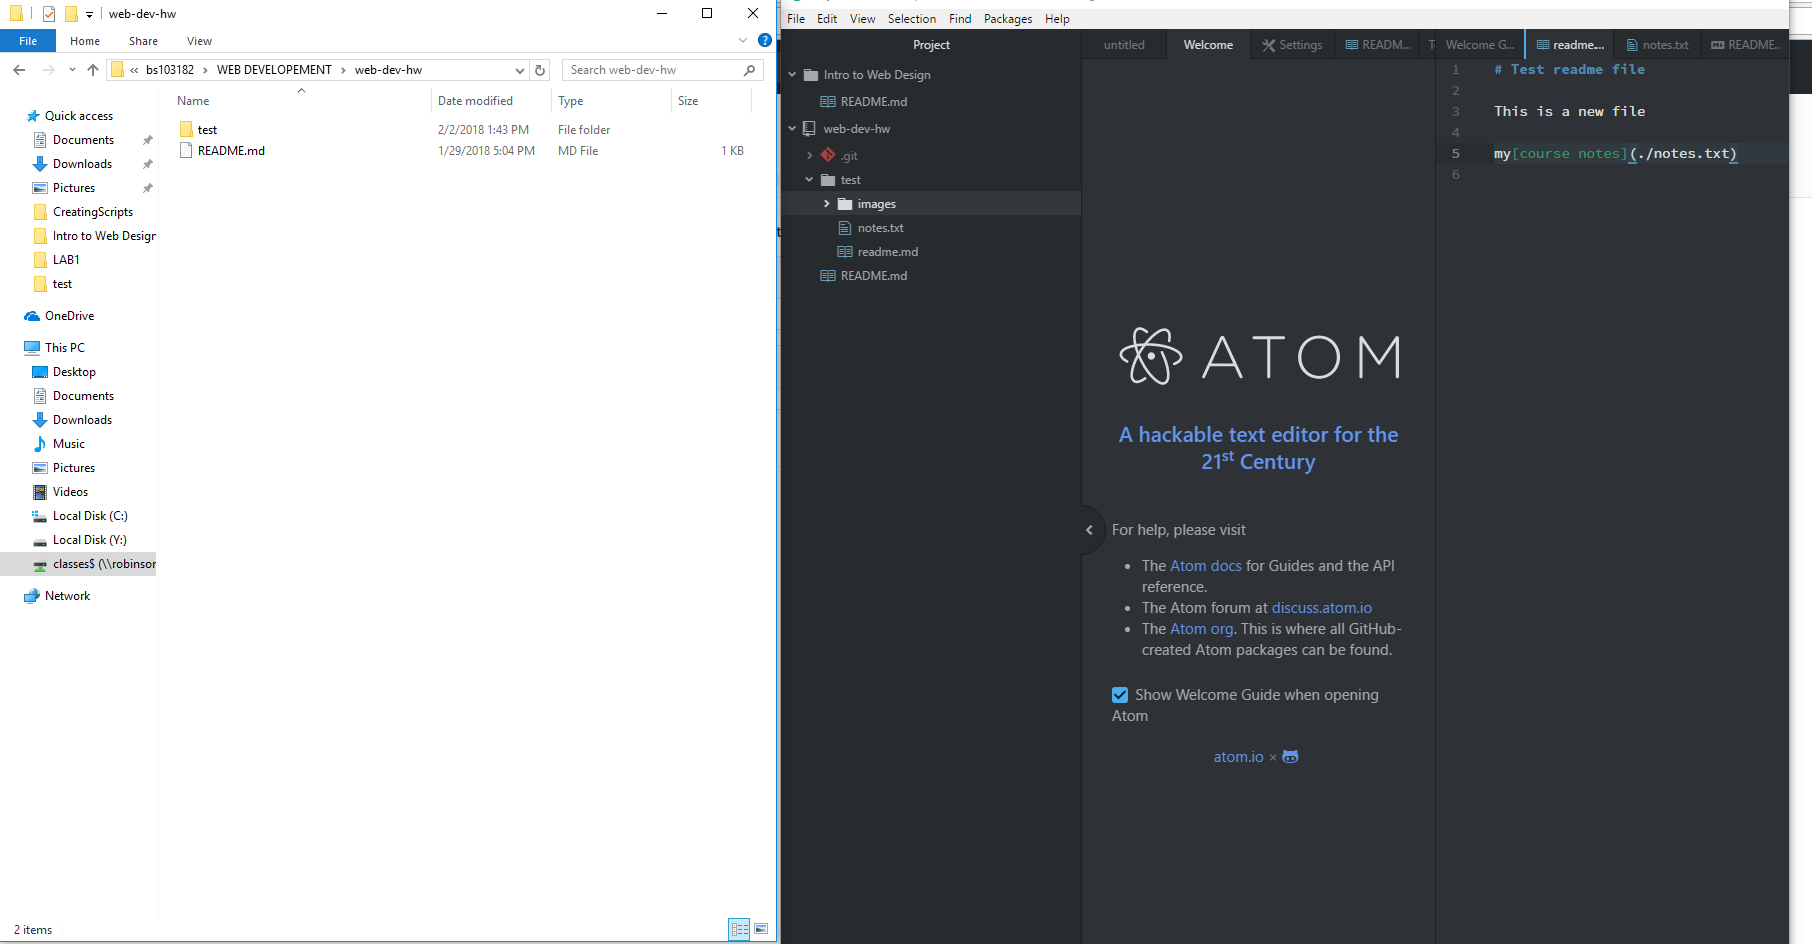 web-dev-hw
File Home Share View
« bs103182 > WEB DEVELOPEMENT > web-dev-hw
Search web-dev-hw
Name Date modified Type Size
test 2/2/2018 1:43 PM File folder
README.md 1/29/2018 5:04 PM MD File 1 KB
Quick access
Documents
Downloads
Pictures
CreatingScripts
Intro to Web Design
LAB1
test
OneDrive
This PC
Desktop
Documents
Downloads
Music
Pictures
Videos
Local Disk (C:)
Local Disk (Y:)
classes$ (\\robinson
Network
2 items
File Edit View Selection Find Packages Help
Project
Intro to Web Design
README.md
web-dev-hw
.git
test
images
notes.txt
readme.md
README.md
untitled Welcome Settings READM...
ATOM
A hackable text editor for the
21st Century
For help, please visit
• The Atom docs for Guides and the API
reference.
• The Atom forum at discuss.atom.io
• The Atom org. This is where all GitHub-
created Atom packages can be found.
Show Welcome Guide when opening
Atom
atom.io ×
Welcome G... readme.... notes.txt README..
1 # Test readme file
2
3 This is a new file
4
5 my[course notes](./notes.txt)
6